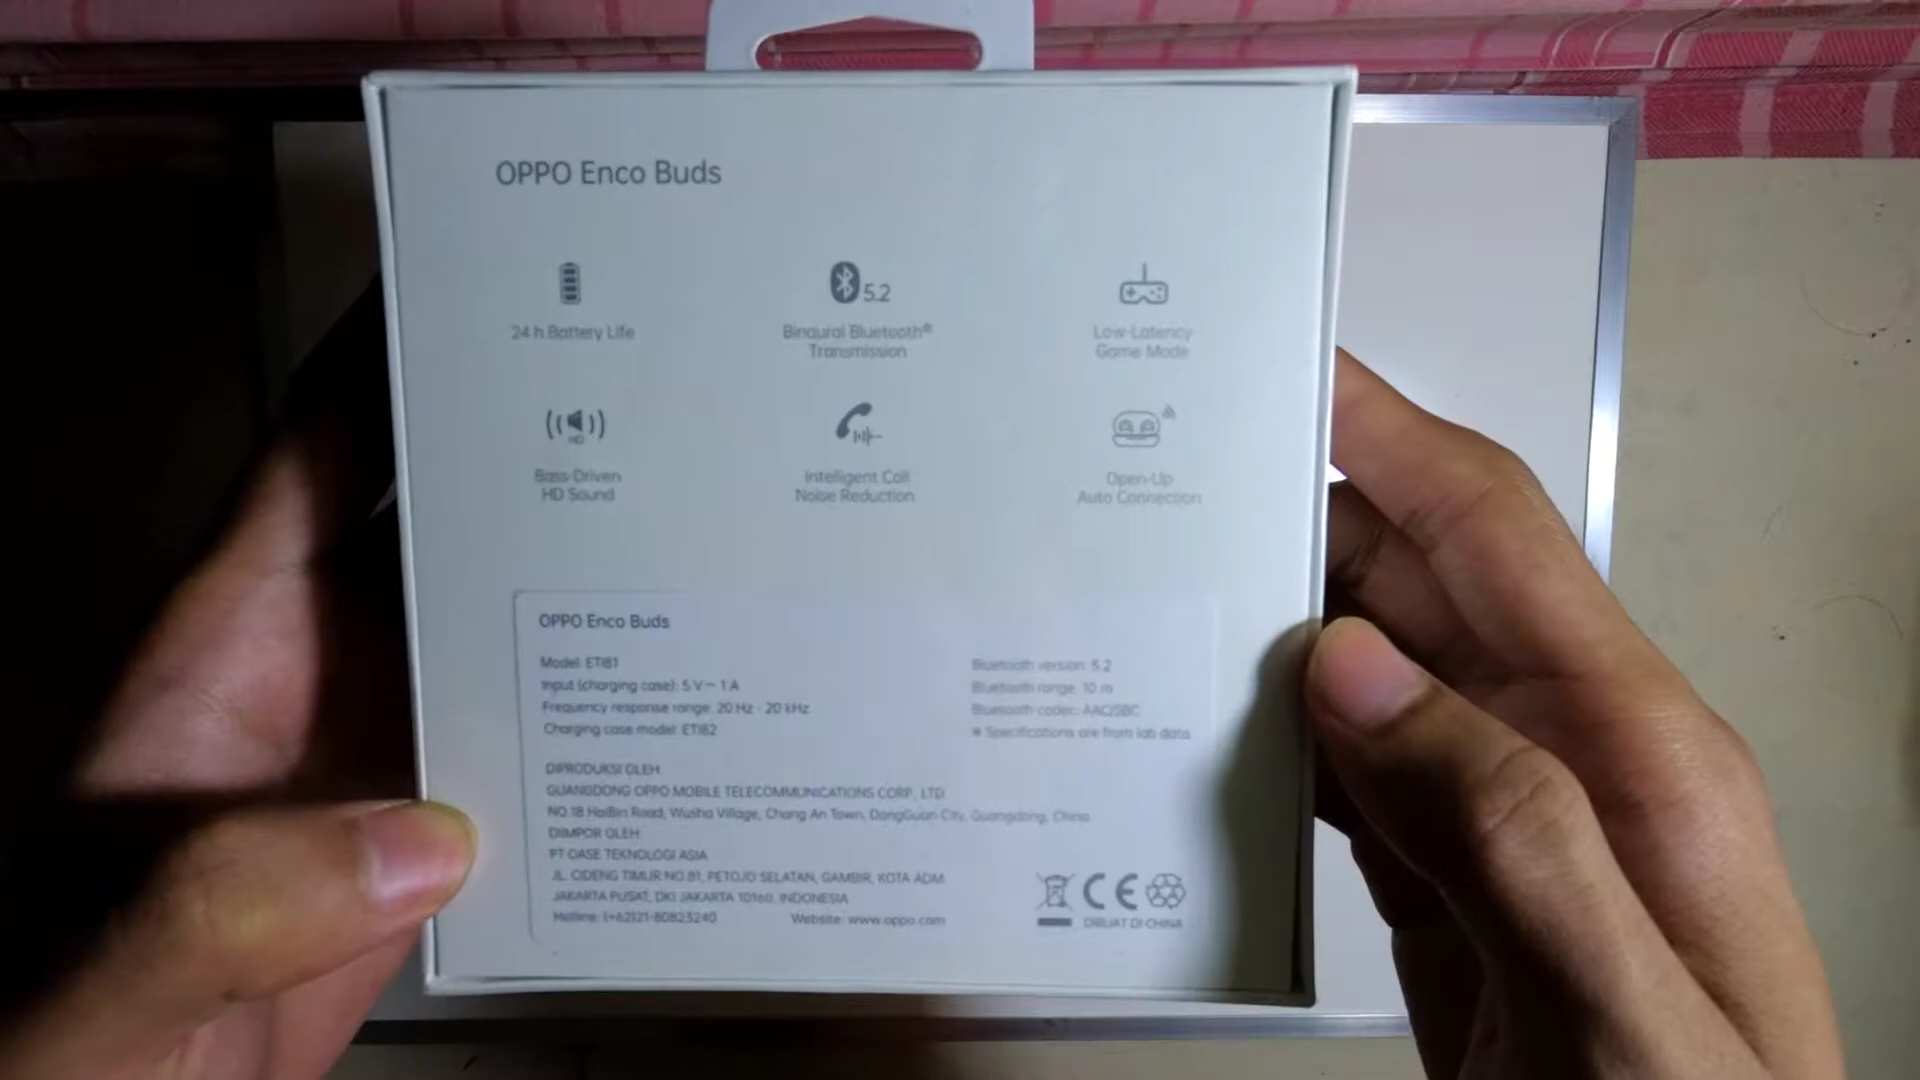 OPPO Enco Buds
24 h Battery Life
5.2
Binaural Bluetooth®
Transmission
Low-Latency
Game Mode
HD
Bass-Driven
HD Sound
Intelligent Call
Noise Reduction
Open-Up
Auto Connection
OPPO Enco Buds
Model: ETI81
Input (charging case): 5 V⎓1 A
Frequency response range: 20 Hz - 20 kHz
Charging case model: ETI82
Bluetooth version: 5.2
Bluetooth range: 10 m
Bluetooth codec: AAC/SBC
※ Specifications are from lab data.
DIPRODUKSI OLEH:
GUANGDONG OPPO MOBILE TELECOMMUNICATIONS CORP., LTD.
NO.18 HaiBin Road, Wusha Village, Chang An Town, DongGuan City, Guangdong, China
DIIMPOR OLEH:
PT OASE TEKNOLOGI ASIA
JL. CIDENG TIMUR NO.81, PETOJO SELATAN, GAMBIR, KOTA ADM.
JAKARTA PUSAT, DKI JAKARTA 10160, INDONESIA
Hotline: (+62)21-80823240 Website: www.oppo.com
CE
DIBUAT DI CHINA